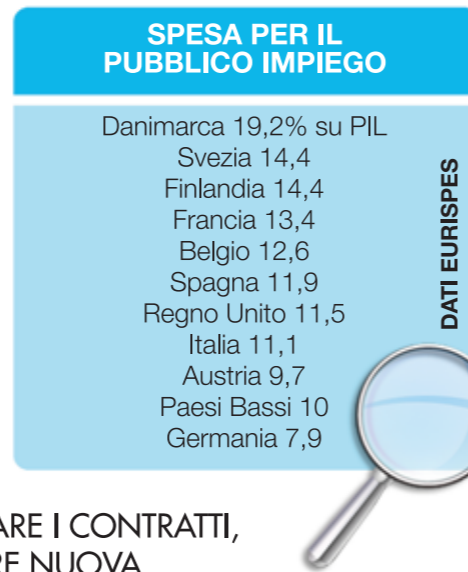 SPESA PER IL
PUBBLICO IMPIEGO
Danimarca 19,2% su PIL
Svezia 14,4
Finlandia 14,4
Francia 13,4
Belgio 12,6
Spagna 11,9
Regno Unito 11,5
Italia 11,1
Austria 9,7
Paesi Bassi 10
Germania 7,9
DATI EURISPES
ARE I CONTRATTI,
RE NUOVA